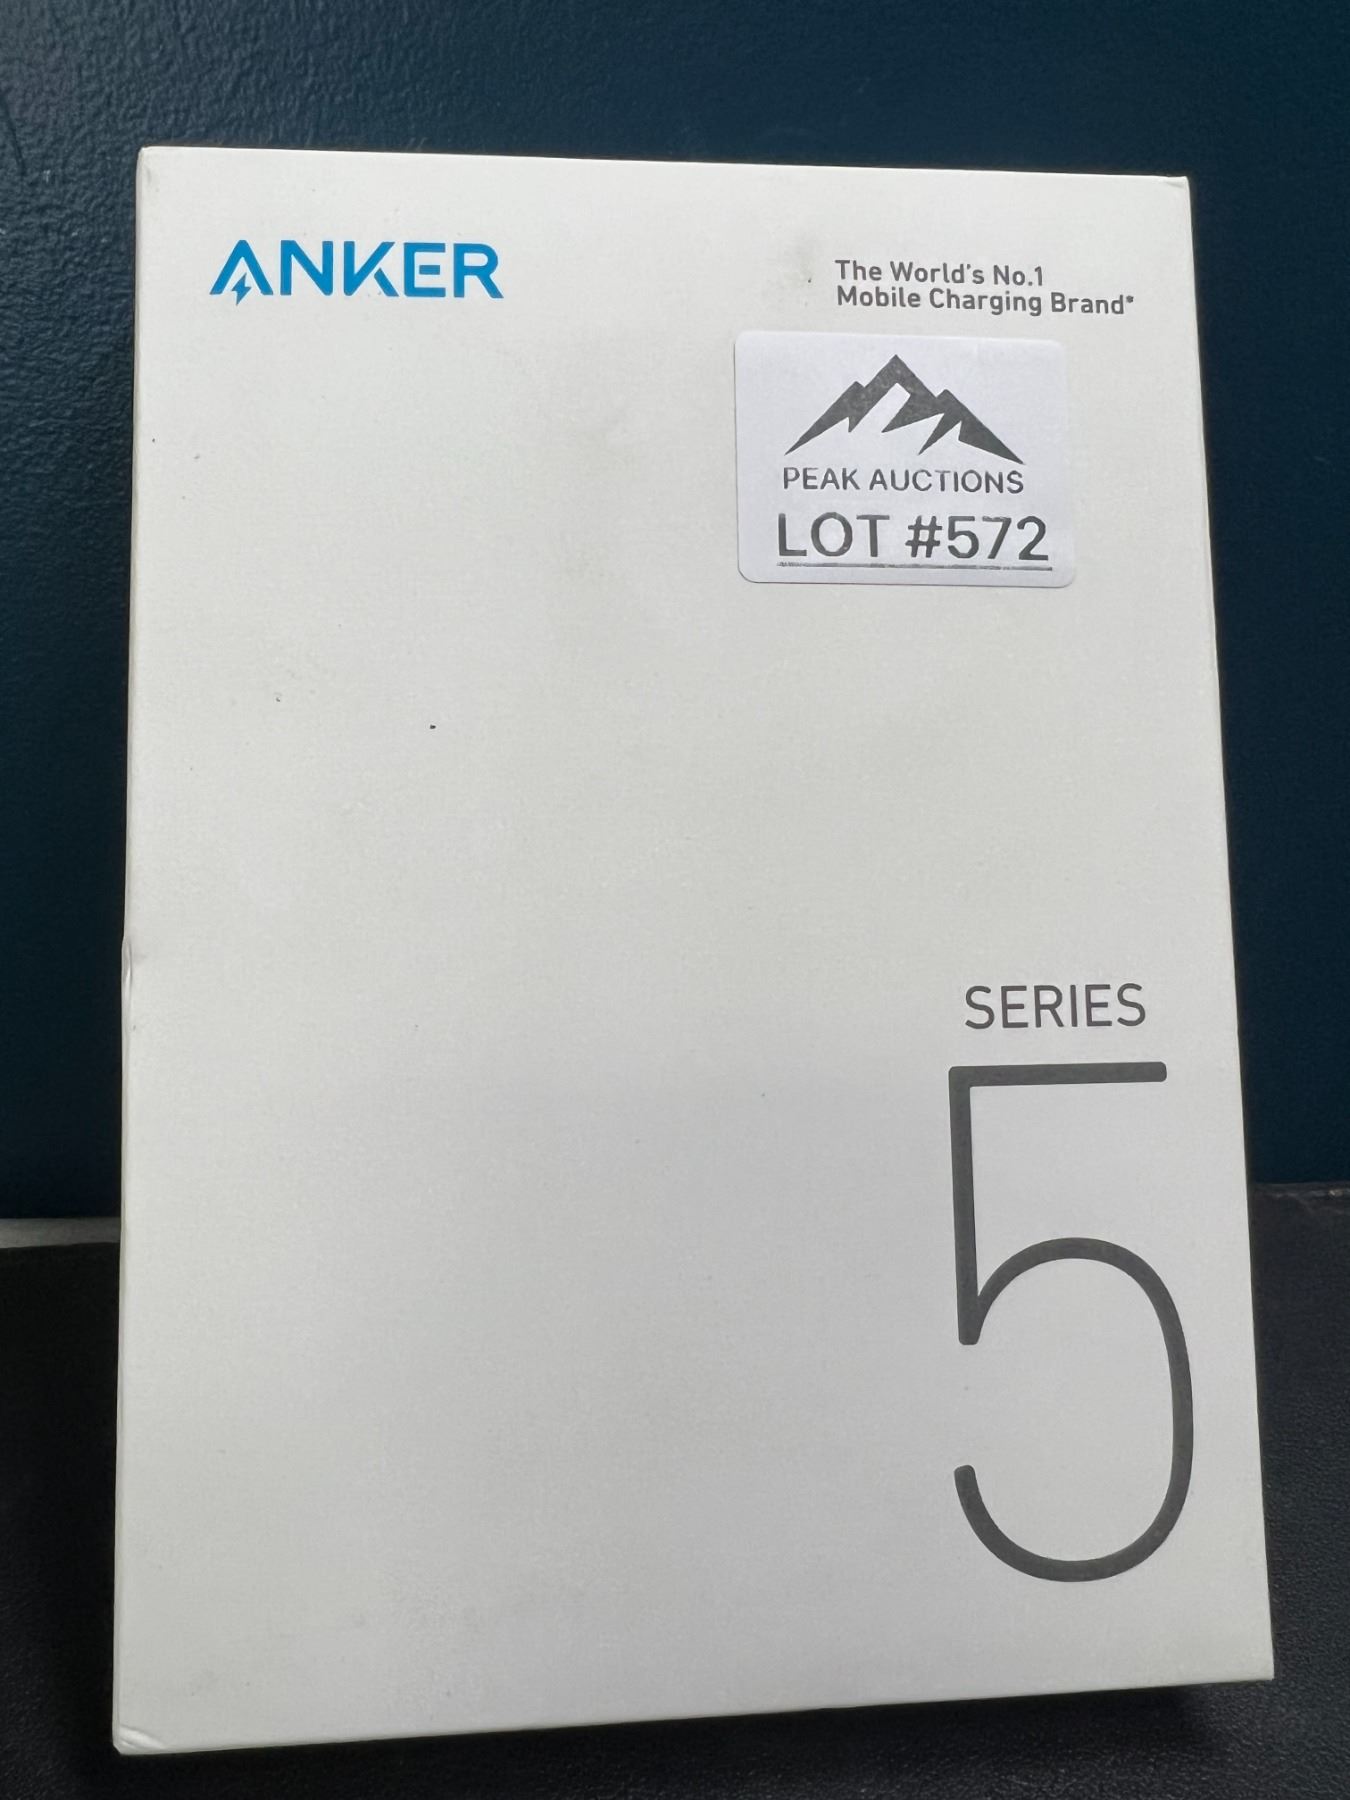 ANKER
The World's No.1
Mobile Charging Brand*
PEAK AUCTIONS
LOT #572
SERIES
5